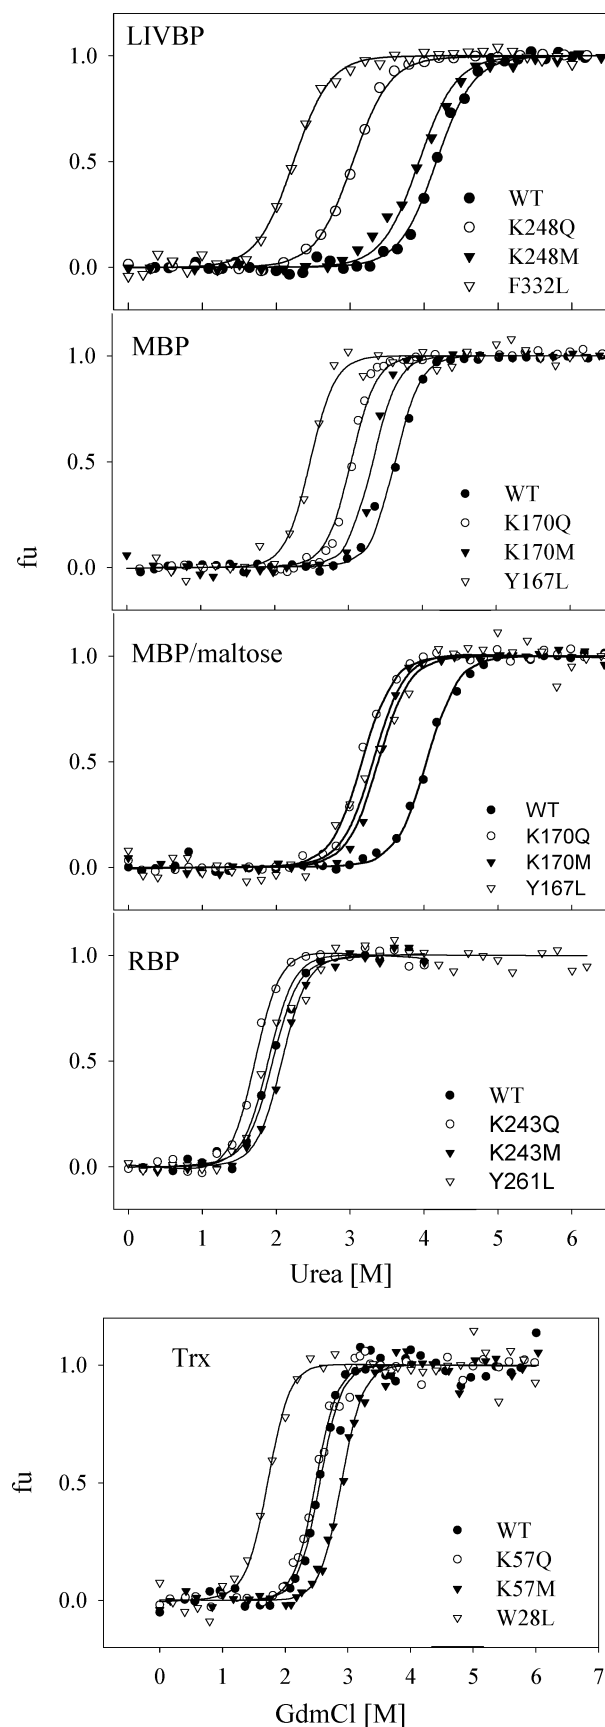 LIVBP
1.0
0.5
0.0
WT
K248Q
K248M
F332L
MBP
1.0
0.5
0.0
WT
K170Q
K170M
Y167L
fu
MBP/maltose
1.0
0.5
0.0
WT
K170Q
K170M
Y167L
RBP
1.0
0.5
0.0
WT
K243Q
K243M
Y261L
0 1 2 3 4 5 6
Urea [M]
Trx
1.0
0.5
0.0
fu
WT
K57Q
K57M
W28L
0 1 2 3 4 5 6 7
GdmCl [M]